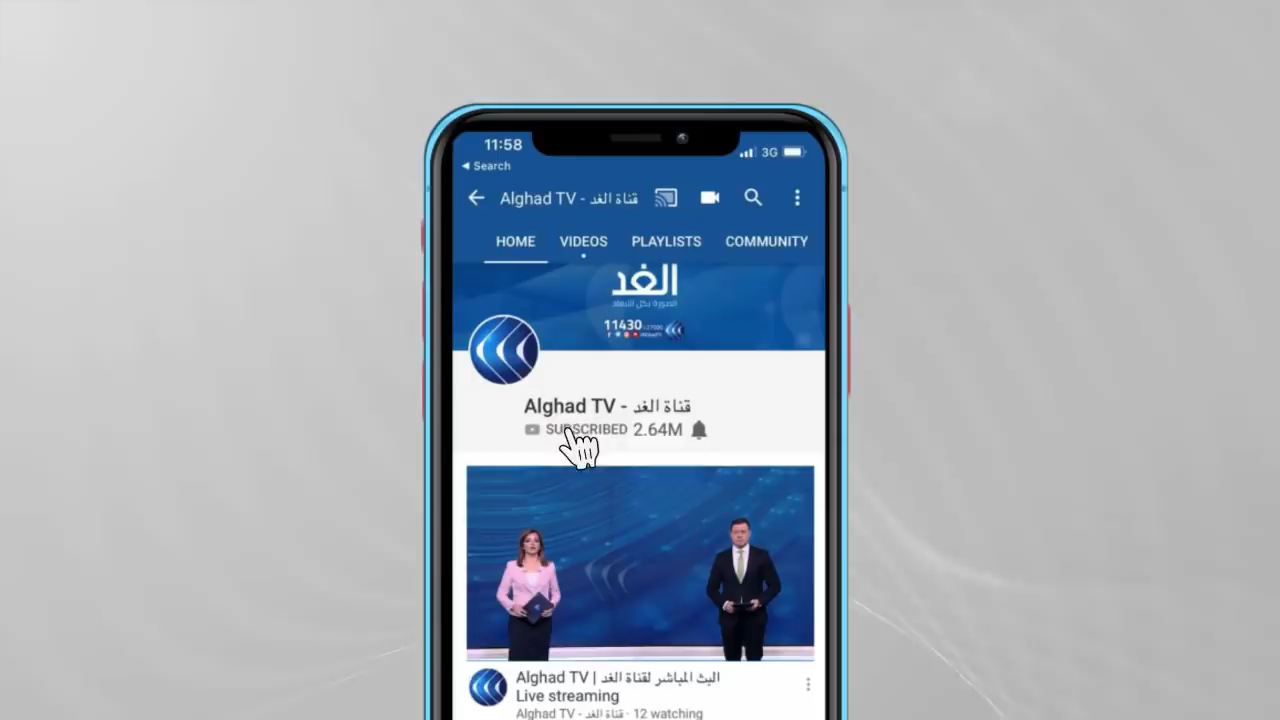 11:58
3G
◄ Search
Alghad TV - قناة الغد
HOME VIDEOS PLAYLISTS COMMUNITY
الغد
11430
Alghad TV - قناة الغد
SUBSCRIBED 2.64M
Alghad TV | البث المباشر لقناة الغد
Live streaming
Alghad TV - قناة الغد · 12 watching